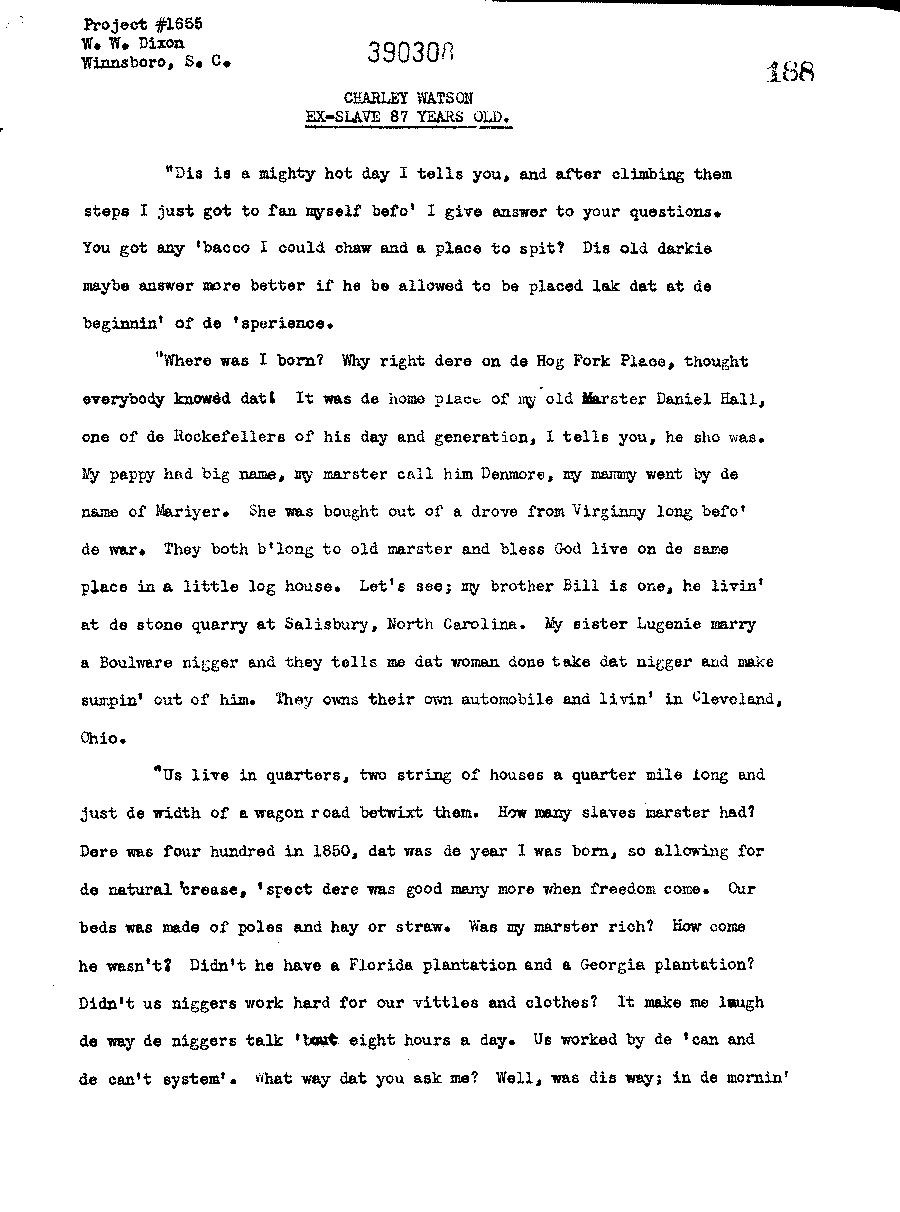 Project #1655
W. W. Dixon
Winnsboro, S. C.
390308
188
CHARLEY WATSON
EX-SLAVE 87 YEARS OLD.
"Dis is a mighty hot day I tells you, and after climbing them
steps I just got to fan myself befo' I give answer to your questions.
You got any 'bacco I could chaw and a place to spit? Dis old darkie
maybe answer more better if he be allowed to be placed lak dat at de
beginnin' of de 'sperience.
"Where was I born? Why right dere on de Hog Fork Place, thought
everybody knowed dat! It was de home place of my old Marster Daniel Hall,
one of de Rockefellers of his day and generation, I tells you, he sho was.
My pappy had big name, my marster call him Denmore, my mammy went by de
name of Mariyer. She was bought out of a drove from Virginny long befo'
de war. They both b'long to old marster and bless God live on de same
place in a little log house. Let's see; my brother Bill is one, he livin'
at de stone quarry at Salisbury, North Carolina. My sister Lugenie marry
a Boulware nigger and they tells me dat woman done take dat nigger and make
sumpin' out of him. They owns their own automobile and livin' in Cleveland,
Ohio.
"Us live in quarters, two string of houses a quarter mile long and
just de width of a wagon road betwixt them. How many slaves marster had?
Dere was four hundred in 1850, dat was de year I was born, so allowing for
de natural 'crease, 'spect dere was good many more when freedom come. Our
beds was made of poles and hay or straw. Was my marster rich? How come
he wasn't? Didn't he have a Florida plantation and a Georgia plantation?
Didn't us niggers work hard for our vittles and clothes? It make me laugh
de way de niggers talk 'bout eight hours a day. Us worked by de 'can and
de can't system'. What way dat you ask me? Well, was dis way; in de mornin'